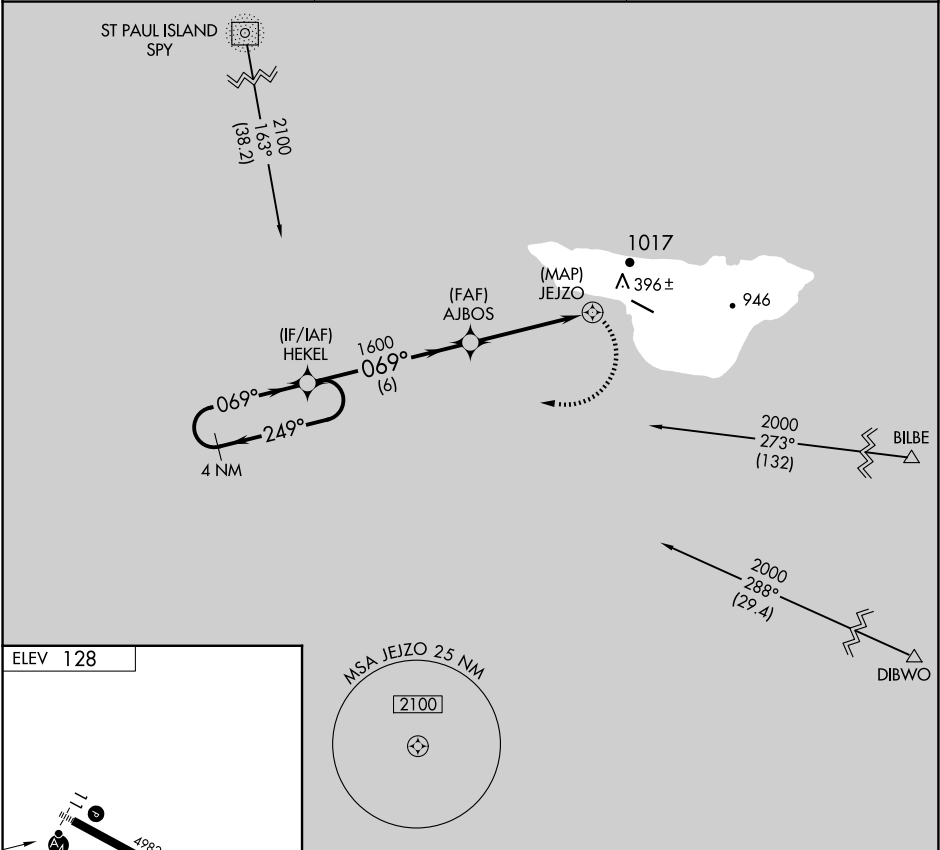 ST PAUL ISLAND
SPY
2100
163°
(38.2)
1017
396±
946
(MAP)
JEJZO
(FAF)
AJBOS
(IF/IAF)
HEKEL
1600
069°
(6)
069°
249°
4 NM
2000
273°
(132)
BILBE
2000
288°
(29.4)
DIBWO
ELEV 128
MSA JEJZO 25 NM
2100
11
P